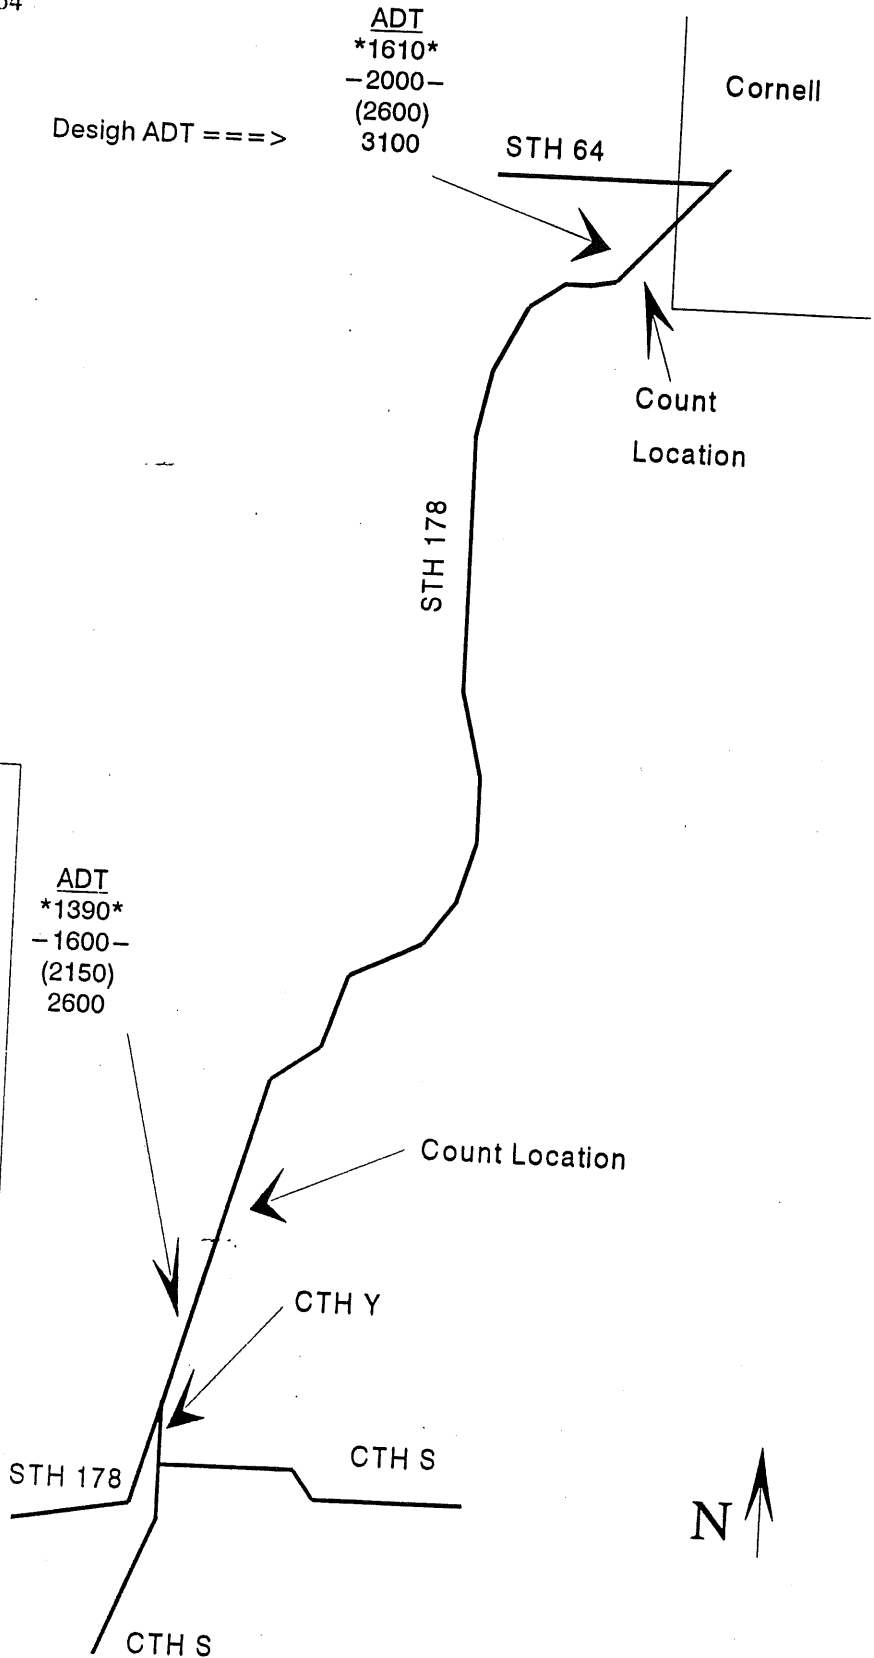 ADT
*1610*
-2000-
(2600)
Desigh ADT ===> 3100
Cornell
STH 64
Count
Location
STH 178
ADT
*1390*
-1600-
(2150)
2600
Count Location
CTH Y
STH 178
CTH S
N
CTH S